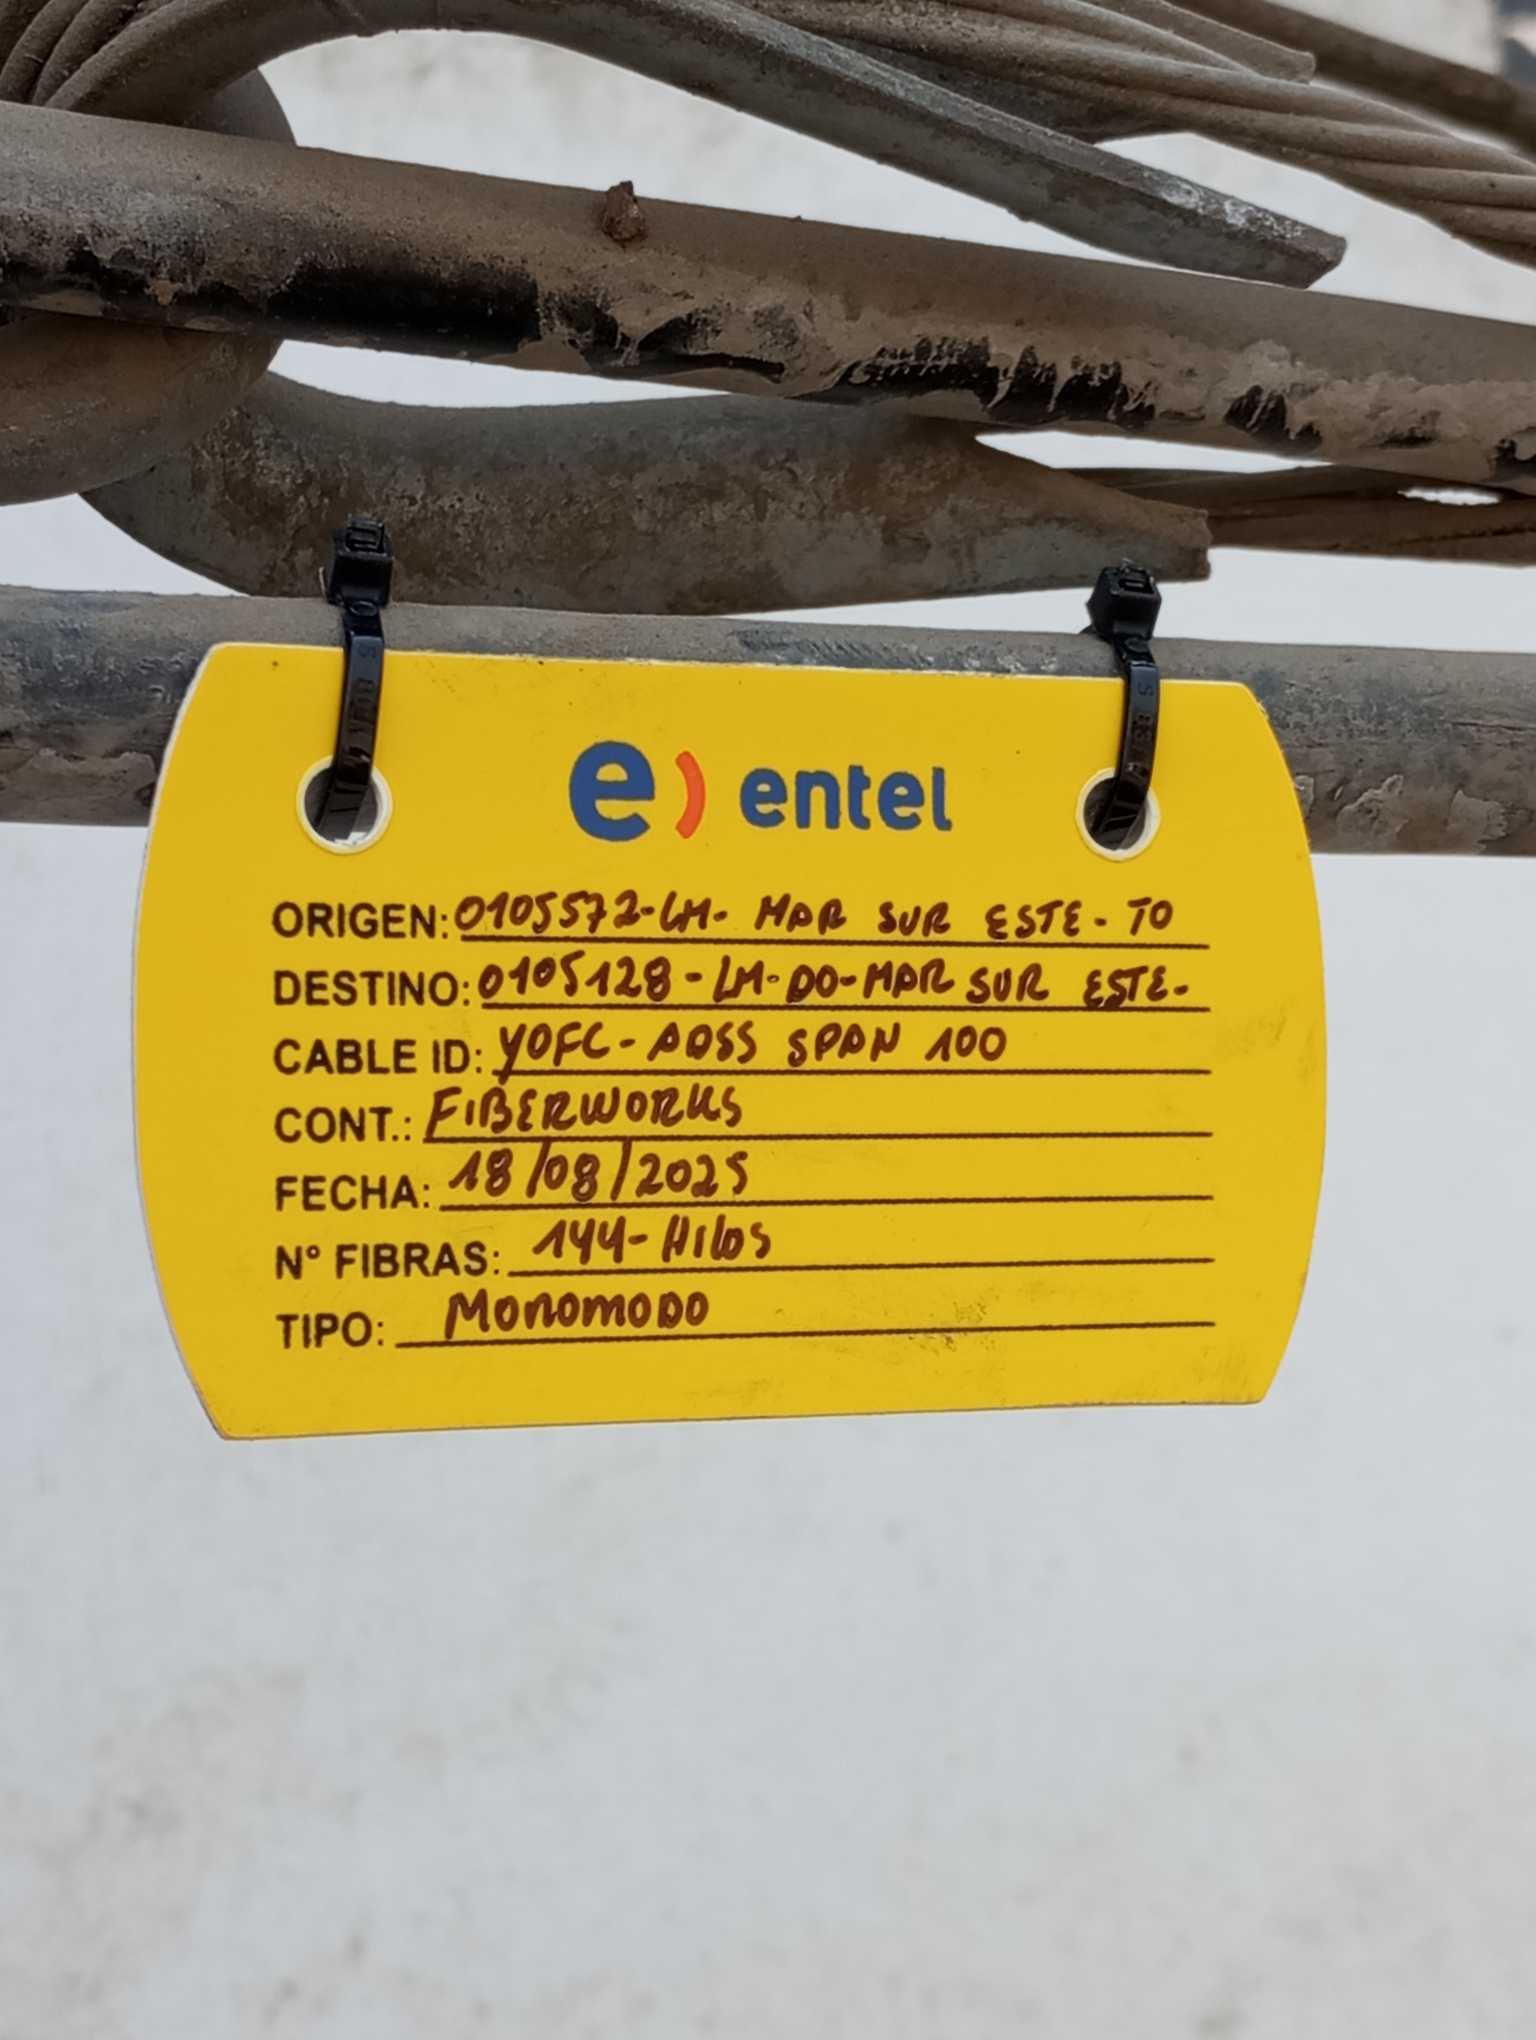 e) entel
ORIGEN: 0105572-LM- MAR SUR ESTE- TO
DESTINO: 0105128-LM-DO-MAR SUR ESTE-
CABLE ID: YOFC-ADSS SPAN 100
CONT.: FIBERWORKS
FECHA: 18/08/2025
N° FIBRAS: 144-Hilos
TIPO: MONOMODO